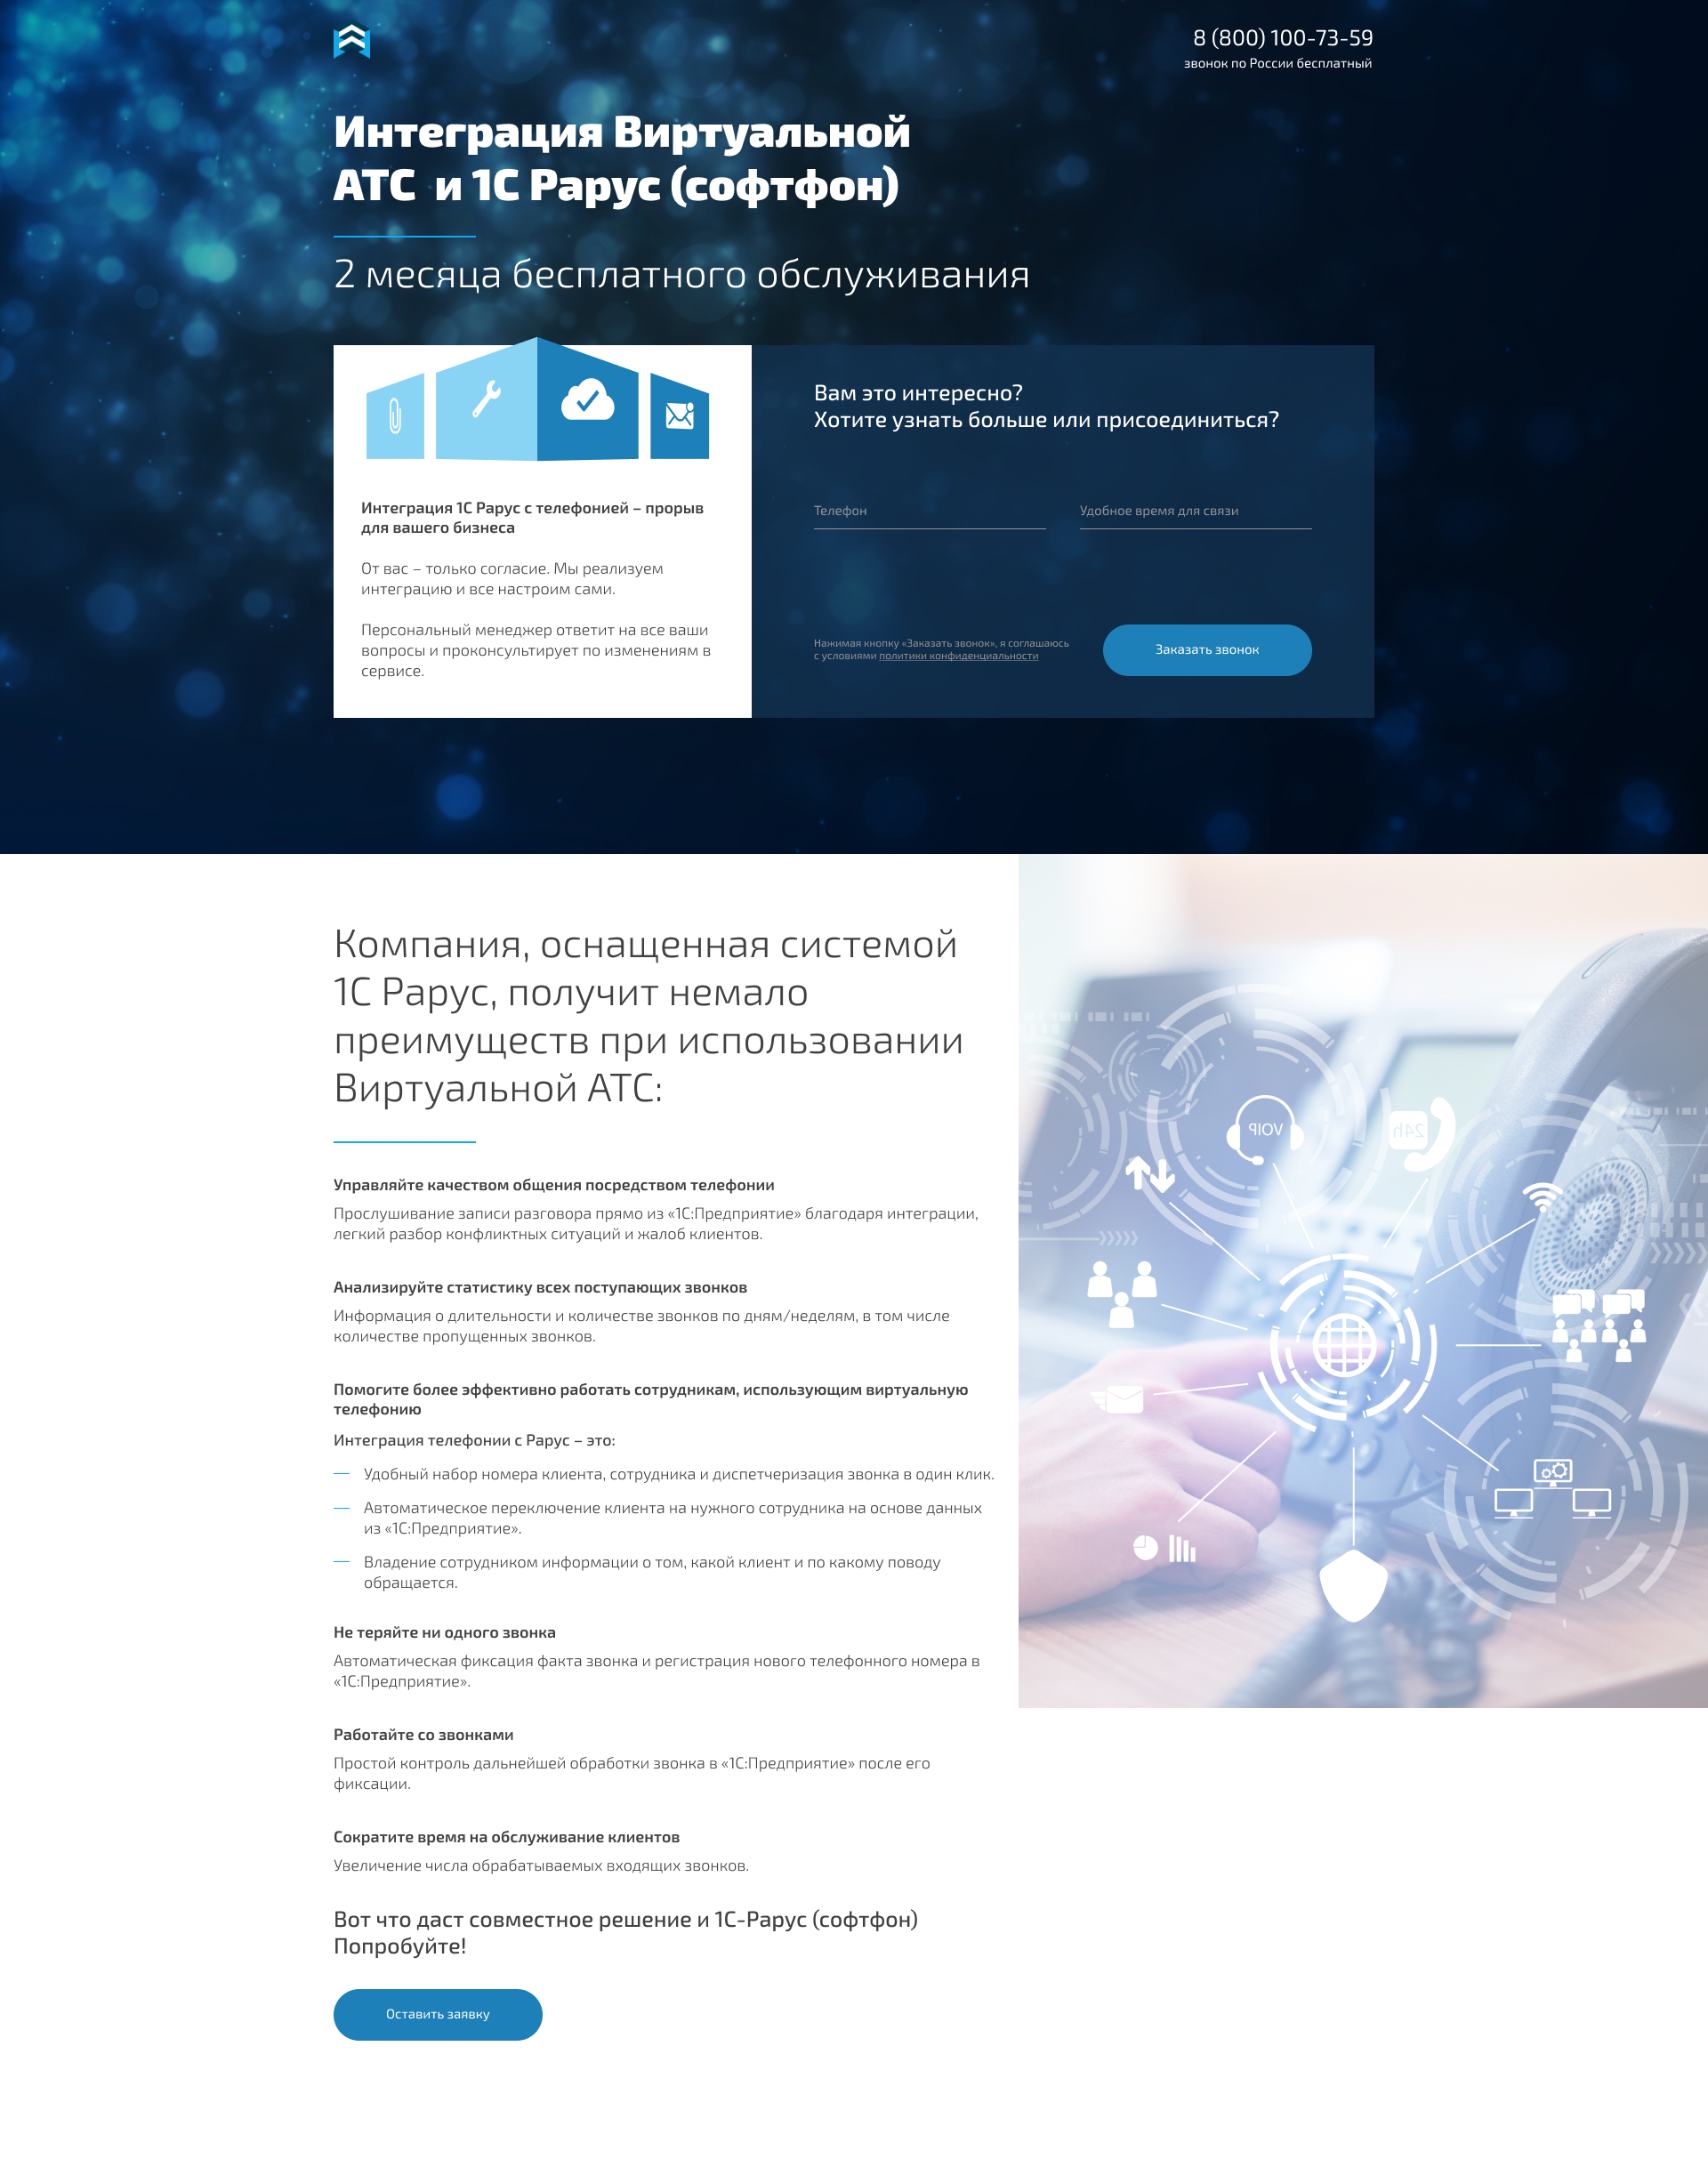 8 (800) 100-73-59
звонок по России бесплатный
Интеграция Виртуальной
АТС и 1С Рарус (софтфон)
2 месяца бесплатного обслуживания
Интеграция 1С Рарус с телефонией – прорыв
для вашего бизнеса
От вас – только согласие. Мы реализуем
интеграцию и все настроим сами.
Персональный менеджер ответит на все ваши
вопросы и проконсультирует по изменениям в
сервисе.
Вам это интересно?
Хотите узнать больше или присоединиться?
Телефон
Удобное время для связи
Нажимая кнопку «Заказать звонок», я соглашаюсь
с условиями политики конфиденциальности
Заказать звонок
Компания, оснащенная системой
1С Рарус, получит немало
преимуществ при использовании
Виртуальной АТС:
Управляйте качеством общения посредством телефонии
Прослушивание записи разговора прямо из «1С:Предприятие» благодаря интеграции,
легкий разбор конфликтных ситуаций и жалоб клиентов.
Анализируйте статистику всех поступающих звонков
Информация о длительности и количестве звонков по дням/неделям, в том числе
количестве пропущенных звонков.
Помогите более эффективно работать сотрудникам, использующим виртуальную
телефонию
Интеграция телефонии с Рарус – это:
— Удобный набор номера клиента, сотрудника и диспетчеризация звонка в один клик.
— Автоматическое переключение клиента на нужного сотрудника на основе данных
из «1С:Предприятие».
— Владение сотрудником информации о том, какой клиент и по какому поводу
обращается.
Не теряйте ни одного звонка
Автоматическая фиксация факта звонка и регистрация нового телефонного номера в
«1С:Предприятие».
Работайте со звонками
Простой контроль дальнейшей обработки звонка в «1С:Предприятие» после его
фиксации.
Сократите время на обслуживание клиентов
Увеличение числа обрабатываемых входящих звонков.
Вот что даст совместное решение и 1С-Рарус (софтфон)
Попробуйте!
Оставить заявку
VOIP
24h